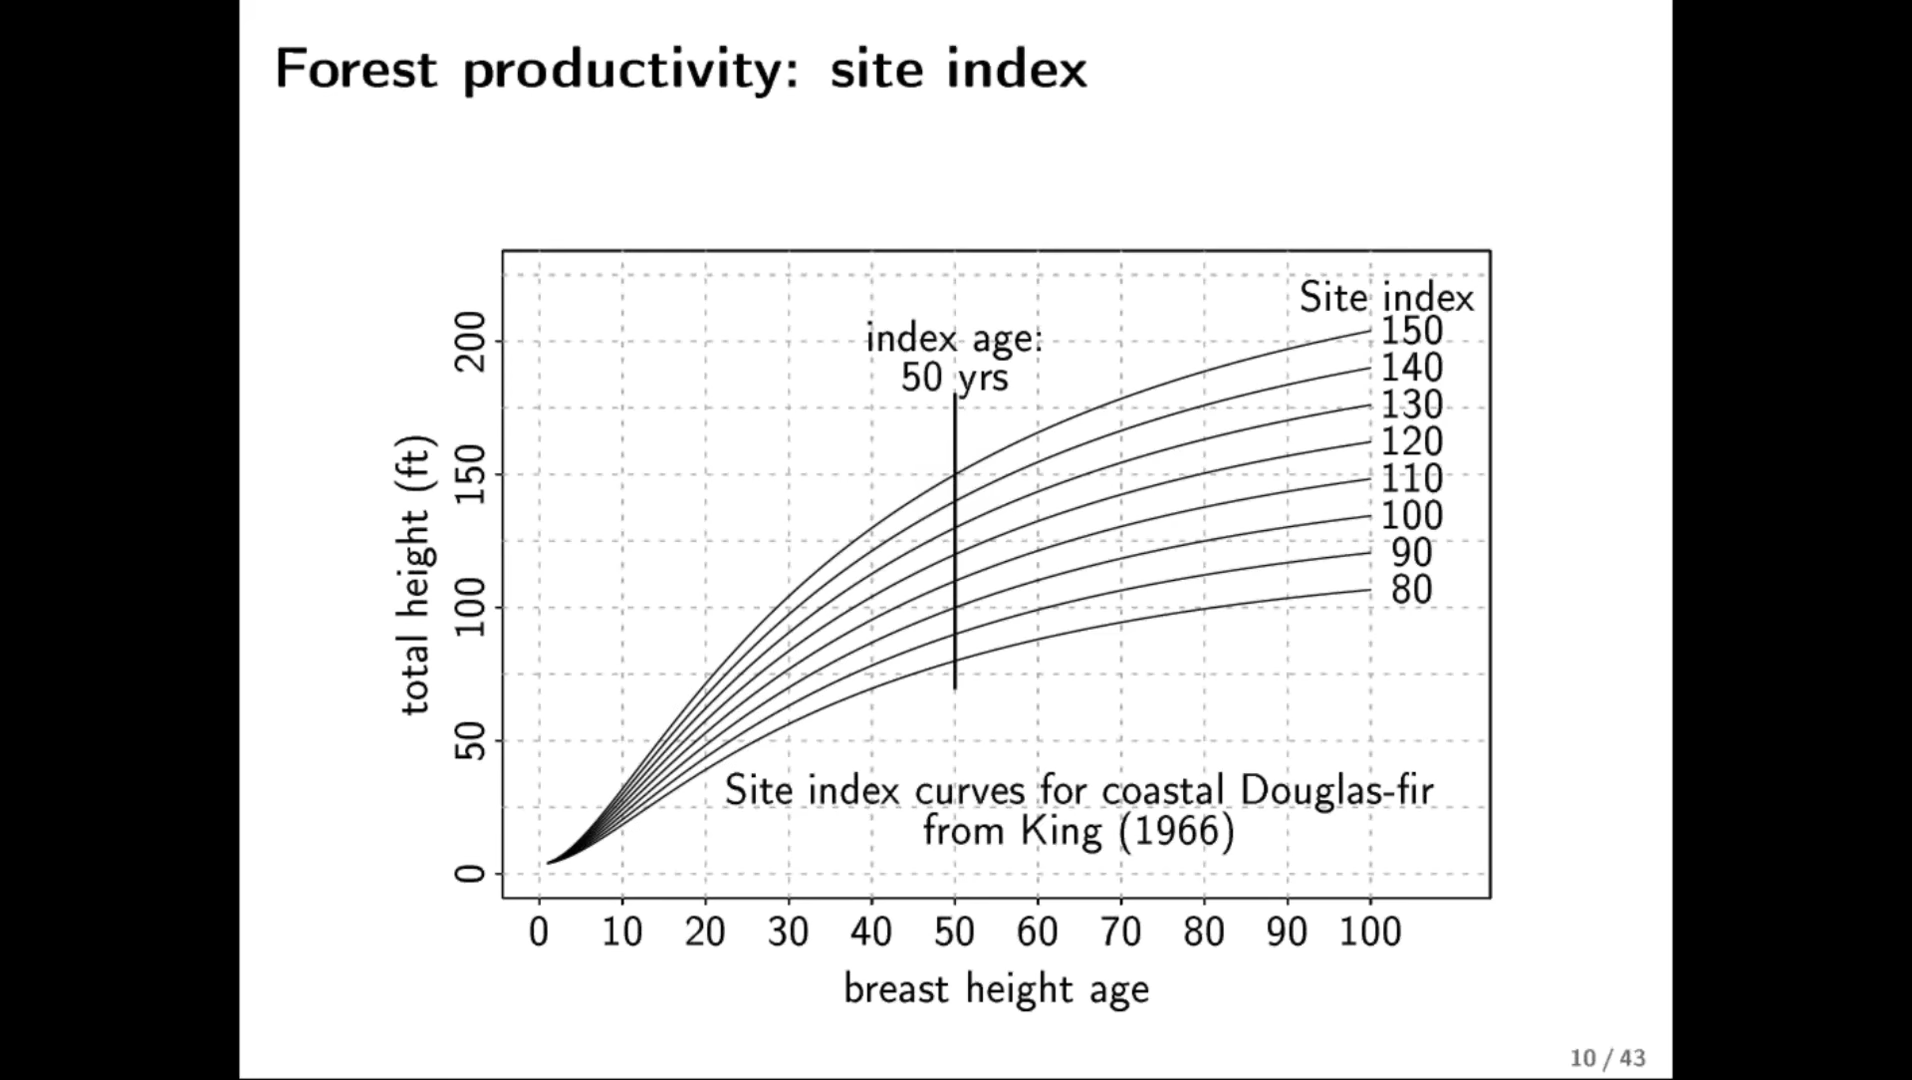 Forest productivity: site index
Site index
index age:
50 yrs
150
140
130
120
110
100
90
80
200
150
100
50
0
total height (ft)
Site index curves for coastal Douglas-fir
from King (1966)
0 10 20 30 40 50 60 70 80 90 100
breast height age
10 / 43